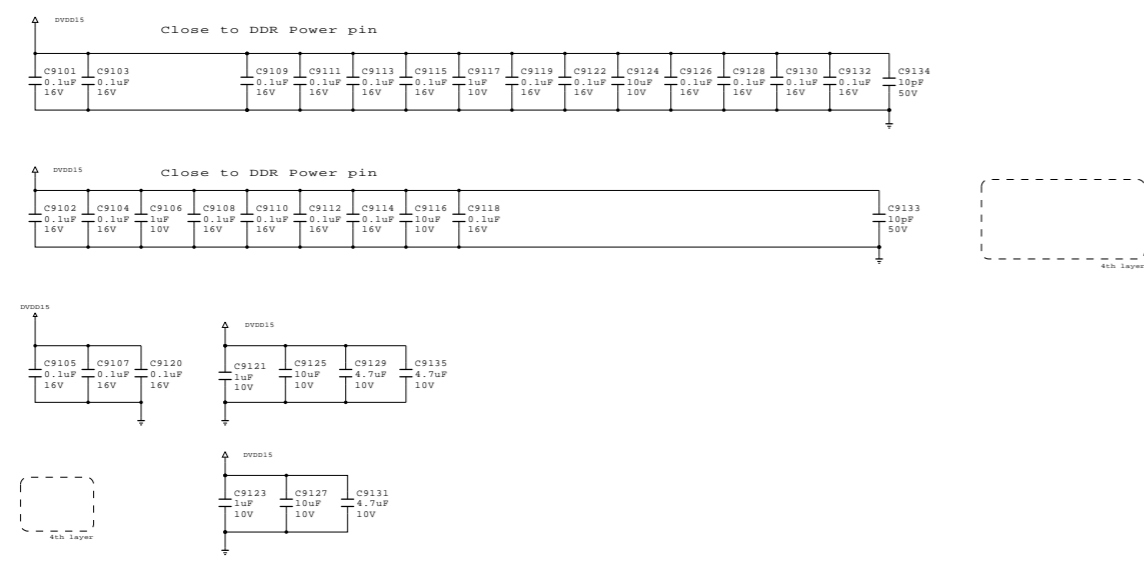 DVDD15
Close to DDR Power pin
C9101 C9103 C9109 C9111 C9113 C9115 C9117 C9119 C9122 C9124 C9126 C9128 C9130 C9132 C9134
0.1uF 0.1uF 0.1uF 0.1uF 0.1uF 0.1uF 1uF 0.1uF 0.1uF 10uF 0.1uF 0.1uF 0.1uF 0.1uF 10pF
16V 16V 16V 16V 16V 16V 10V 16V 16V 10V 16V 16V 16V 16V 50V
DVDD15 Close to DDR Power pin
C9102 C9104 C9106 C9108 C9110 C9112 C9114 C9116 C9118 C9133
0.1uF 0.1uF 1uF 0.1uF 0.1uF 0.1uF 0.1uF 10uF 0.1uF 10pF
16V 16V 10V 16V 16V 16V 16V 10V 16V 50V
4th layer
DVDD15
C9105 C9107 C9120
0.1uF 0.1uF 0.1uF
16V 16V 16V
DVDD15
C9121 C9125 C9129 C9135
1uF 10uF 4.7uF 4.7uF
10V 10V 10V 10V
DVDD15
C9123 C9127 C9131
1uF 10uF 4.7uF
10V 10V 10V
4th layer